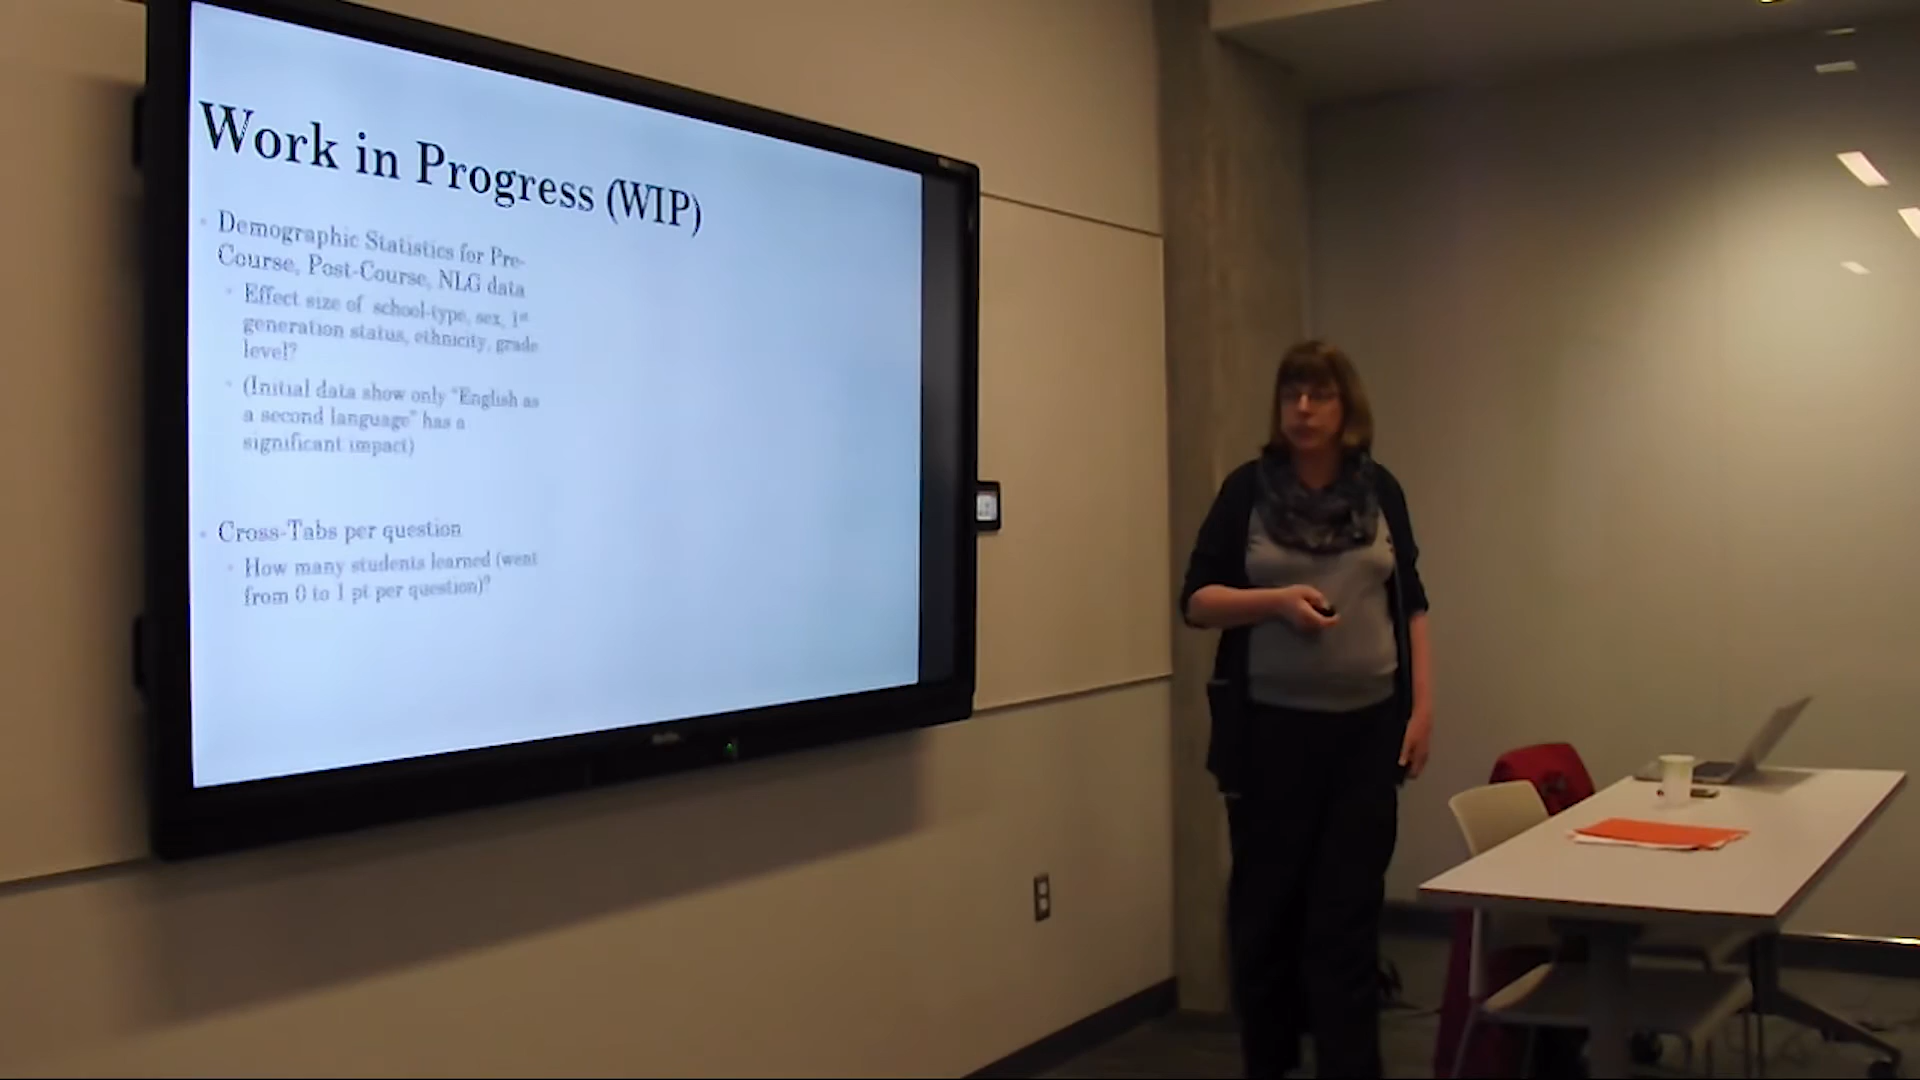 Work in Progress (WIP)
Demographic Statistics for Pre-
Course, Post-Course, NLG data
Effect size of school-type, sex, 1st
generation status, ethnicity, grade
level?
(Initial data show only "English as
a second language" has a
significant impact)
Cross-Tabs per question
How many students learned (went
from 0 to 1 pt per question)?